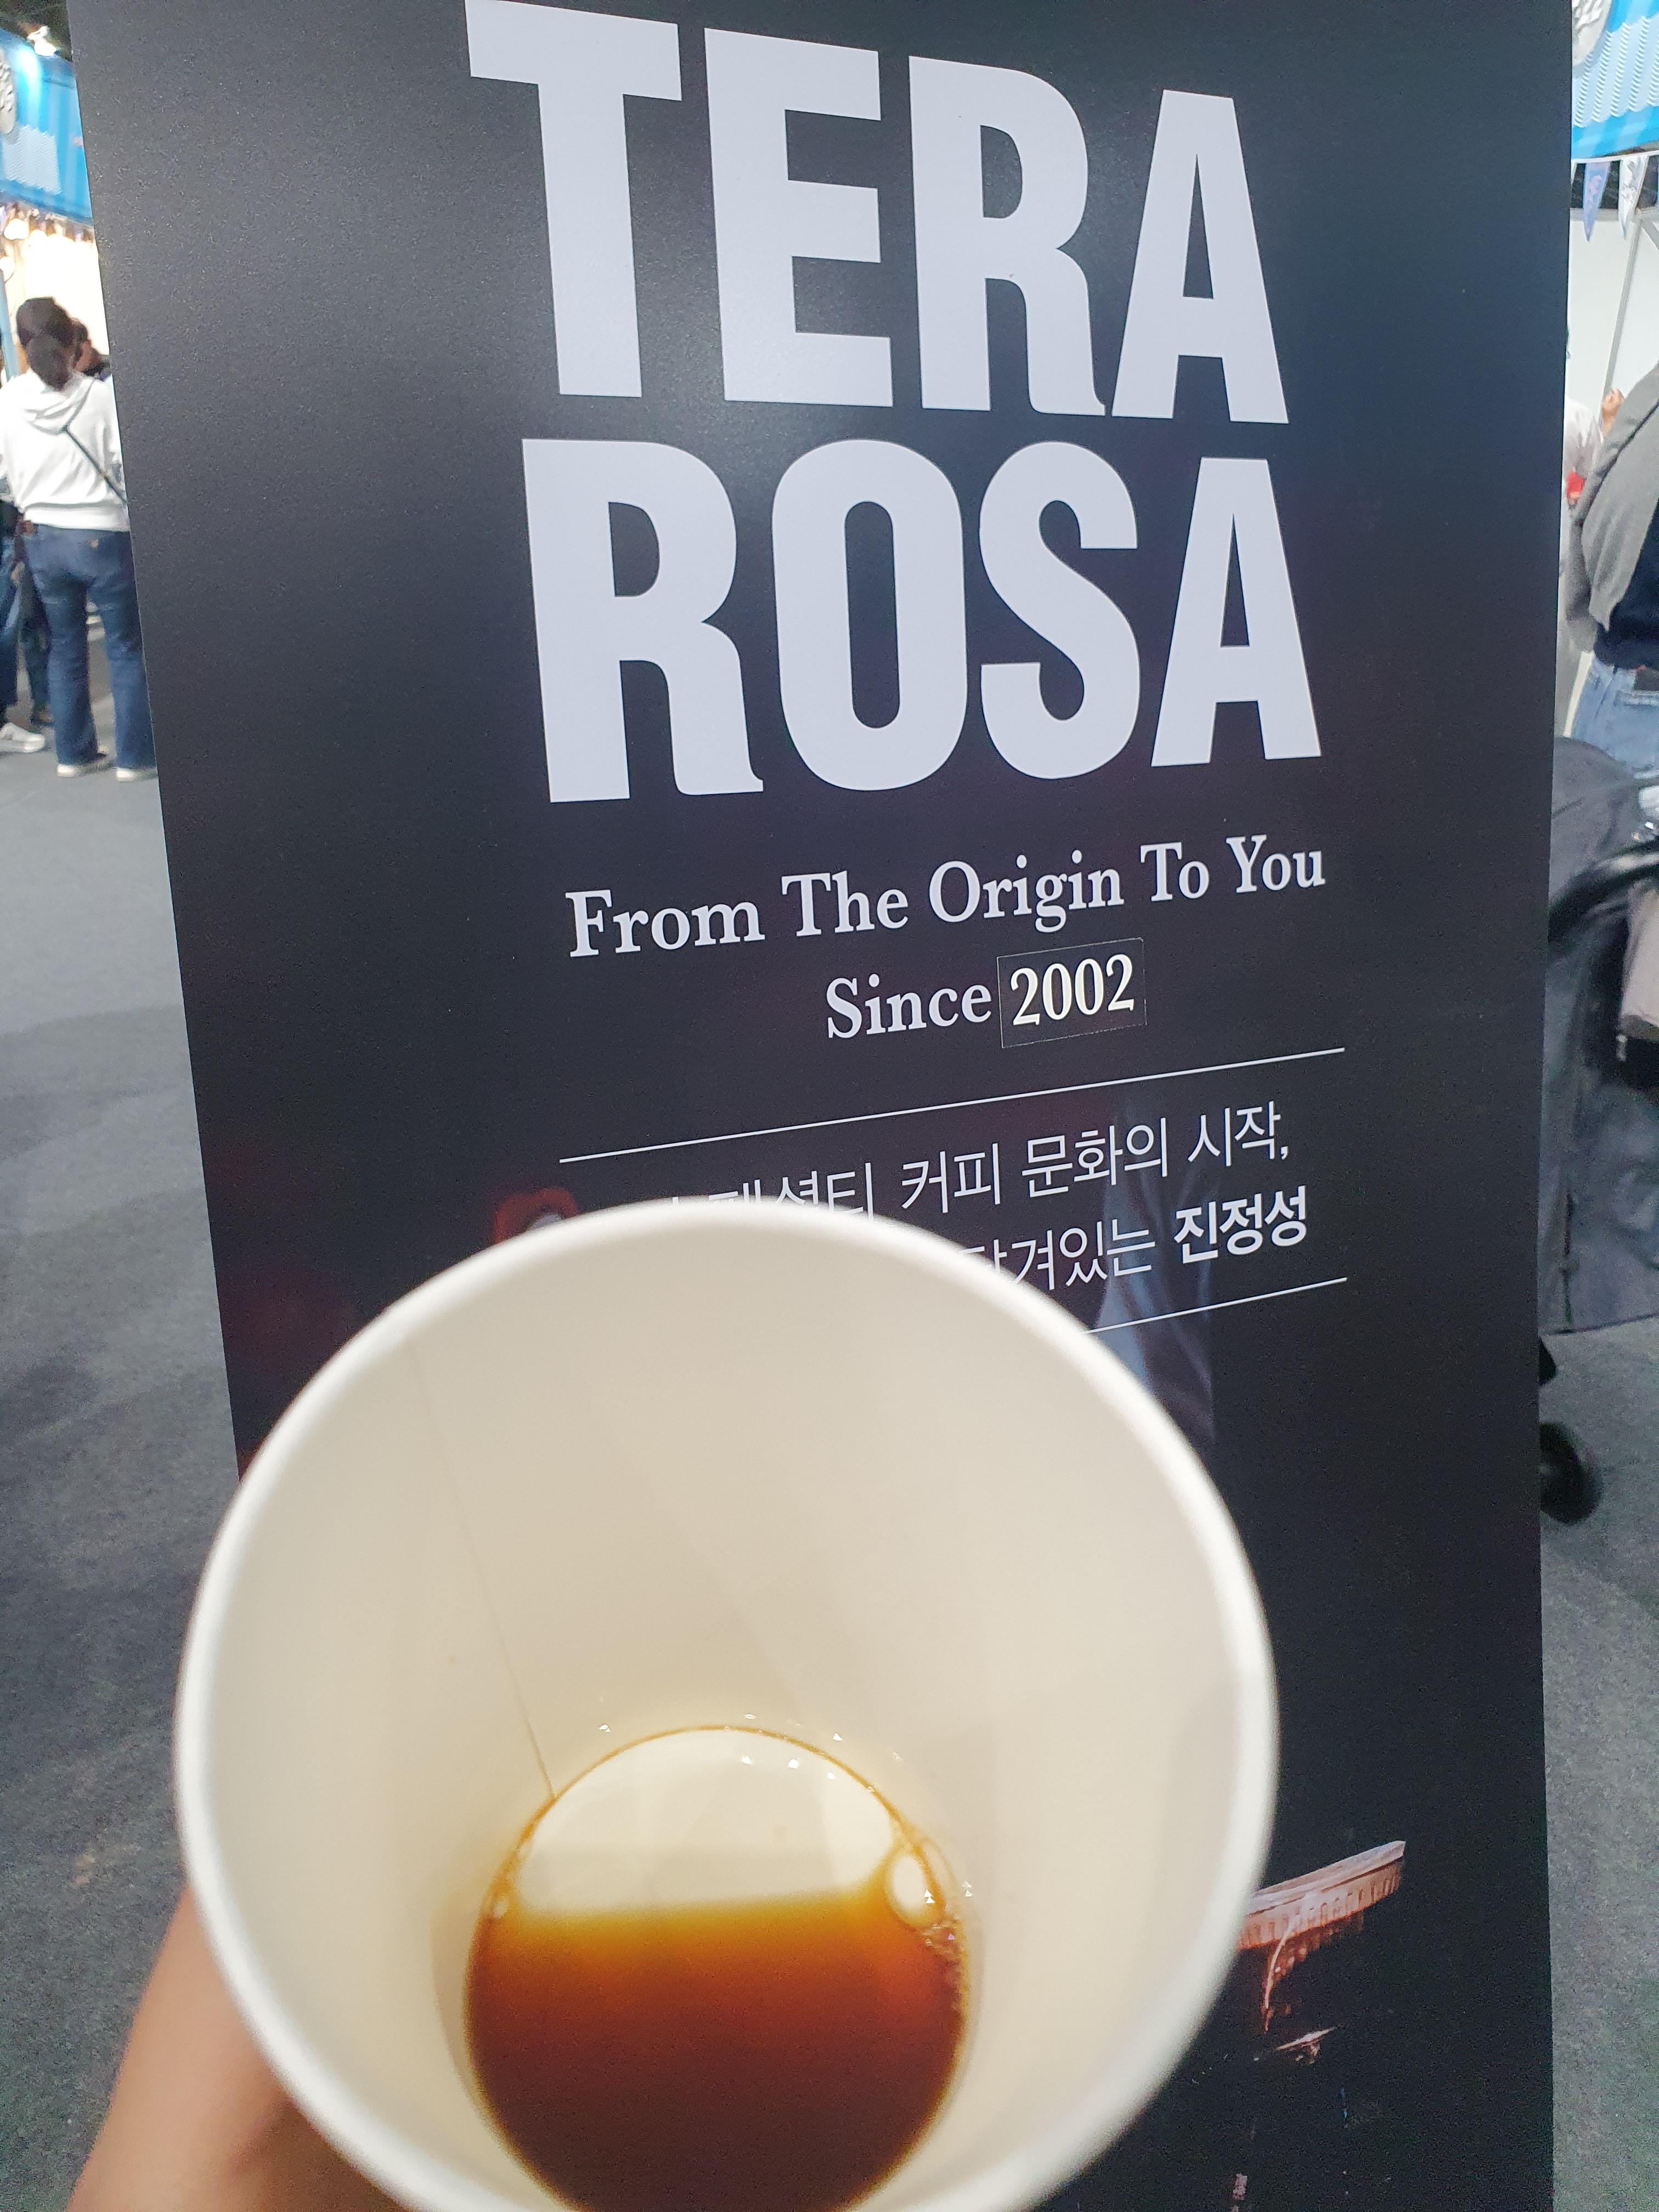 TERA
ROSA
From The Origin To You
Since 2002
커피 문화의 시작,
진정성